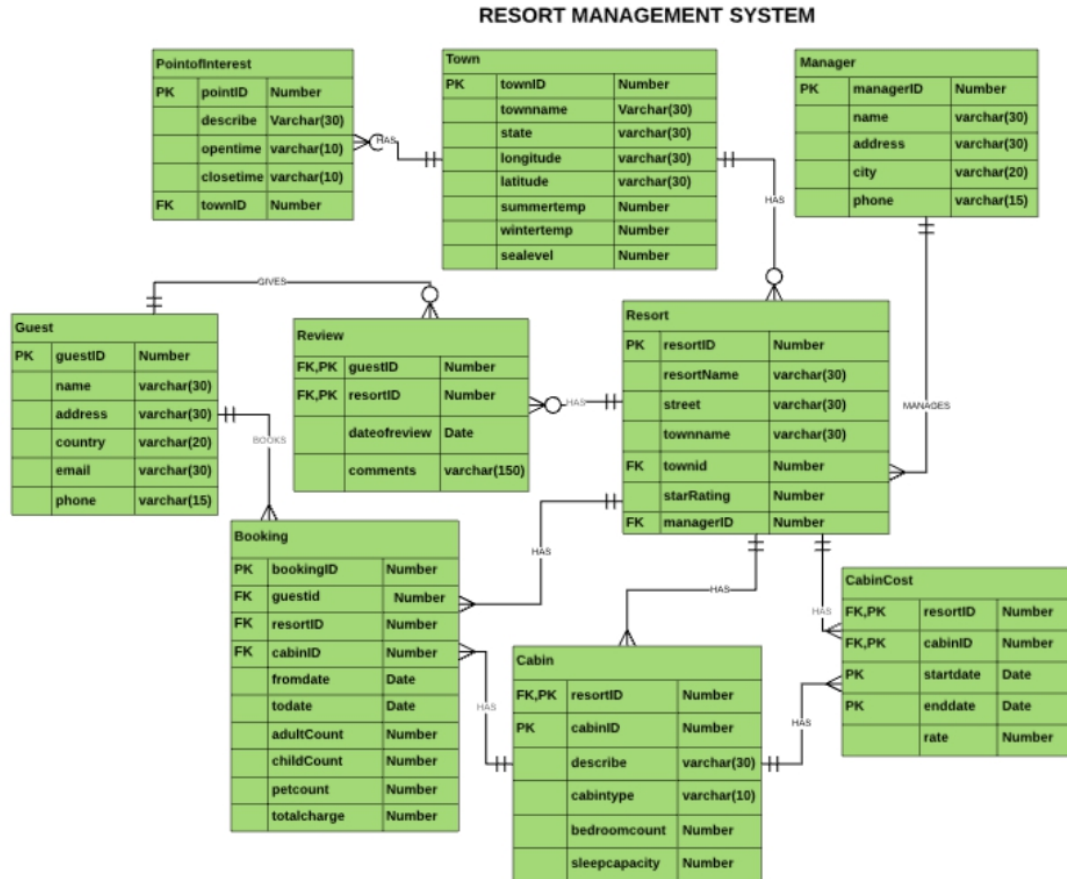 RESORT MANAGEMENT SYSTEM
PointofInterest
PK pointID Number
describe Varchar(30)
opentime varchar(10)
closetime varchar(10)
FK townID Number
HAS
Town
PK townID Number
townname Varchar(30)
state varchar(30)
longitude varchar(30)
latitude varchar(30)
summertemp Number
wintertemp Number
sealevel Number
HAS
Manager
PK managerID Number
name varchar(30)
address varchar(30)
city varchar(20)
phone varchar(15)
MANAGES
GIVES
Guest
PK guestID Number
name varchar(30)
address varchar(30)
country varchar(20)
email varchar(30)
phone varchar(15)
BOOKS
Review
FK,PK guestID Number
FK,PK resortID Number
dateofreview Date
comments varchar(150)
HAS
Resort
PK resortID Number
resortName varchar(30)
street varchar(30)
townname varchar(30)
FK townid Number
starRating Number
FK managerID Number
HAS
HAS
HAS
Booking
PK bookingID Number
FK guestid Number
FK resortID Number
FK cabinID Number
fromdate Date
todate Date
adultCount Number
childCount Number
petcount Number
totalcharge Number
HAS
Cabin
FK,PK resortID Number
PK cabinID Number
describe varchar(30)
cabintype varchar(10)
bedroomcount Number
sleepcapacity Number
HAS
CabinCost
FK,PK resortID Number
FK,PK cabinID Number
PK startdate Date
PK enddate Date
rate Number